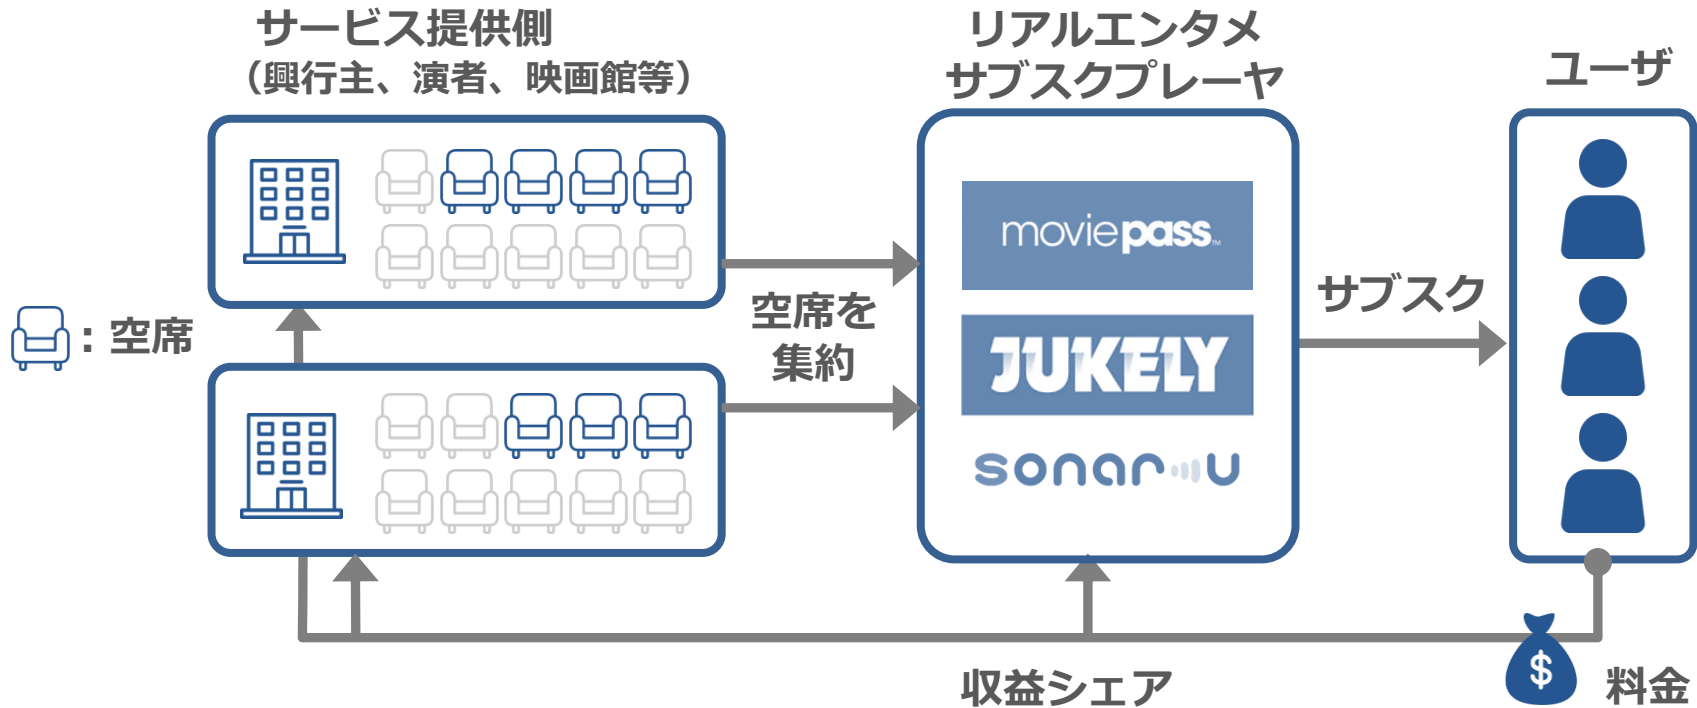 サービス提供側
（興行主、演者、映画館等）
リアルエンタメ
サブスクプレーヤ
ユーザ
：空席
空席を
集約
moviepass™
JUKELY
sonar u
サブスク
収益シェア
$
料金